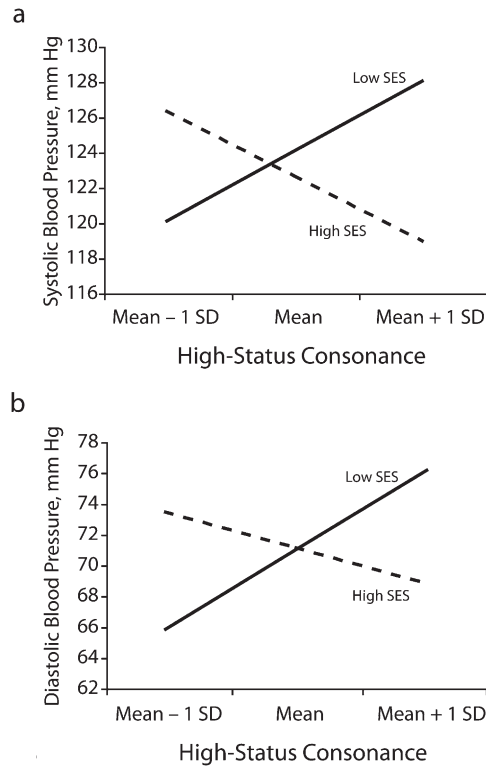 a
Systolic Blood Pressure, mm Hg
130
128
126
124
122
120
118
116
Low SES
High SES
Mean – 1 SD Mean Mean + 1 SD
High-Status Consonance
b
Diastolic Blood Pressure, mm Hg
78
76
74
72
70
68
66
64
62
Low SES
High SES
Mean – 1 SD Mean Mean + 1 SD
High-Status Consonance